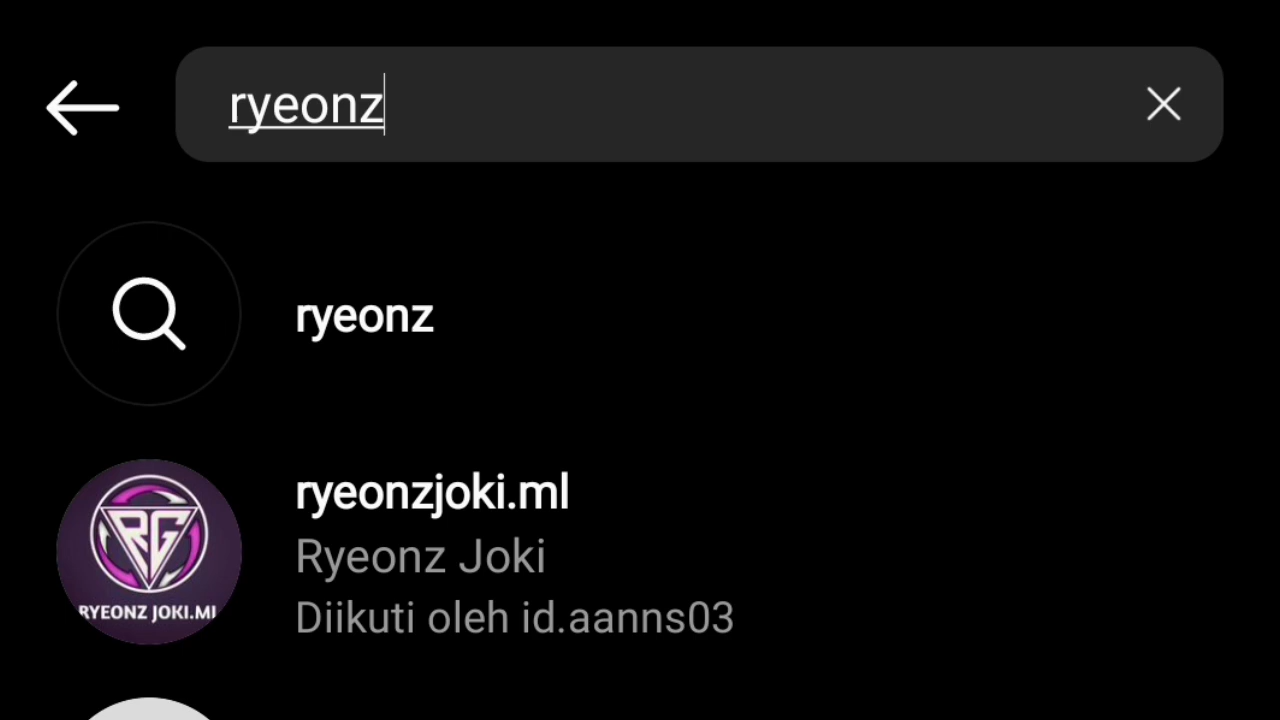 ryeonz
ryeonz
ryeonzjoki.ml
Ryeonz Joki
Diikuti oleh id.aanns03
RG
RYEONZ JOKI.ML